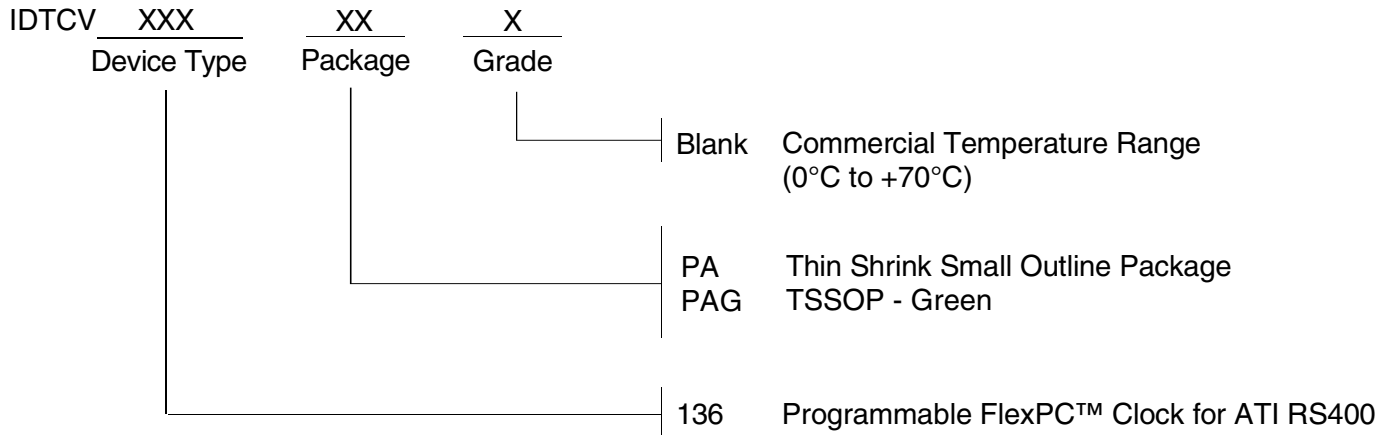 IDTCV XXX XX X
Device Type Package Grade
Blank Commercial Temperature Range
(0°C to +70°C)
PA Thin Shrink Small Outline Package
PAG TSSOP - Green
136 Programmable FlexPC™ Clock for ATI RS400